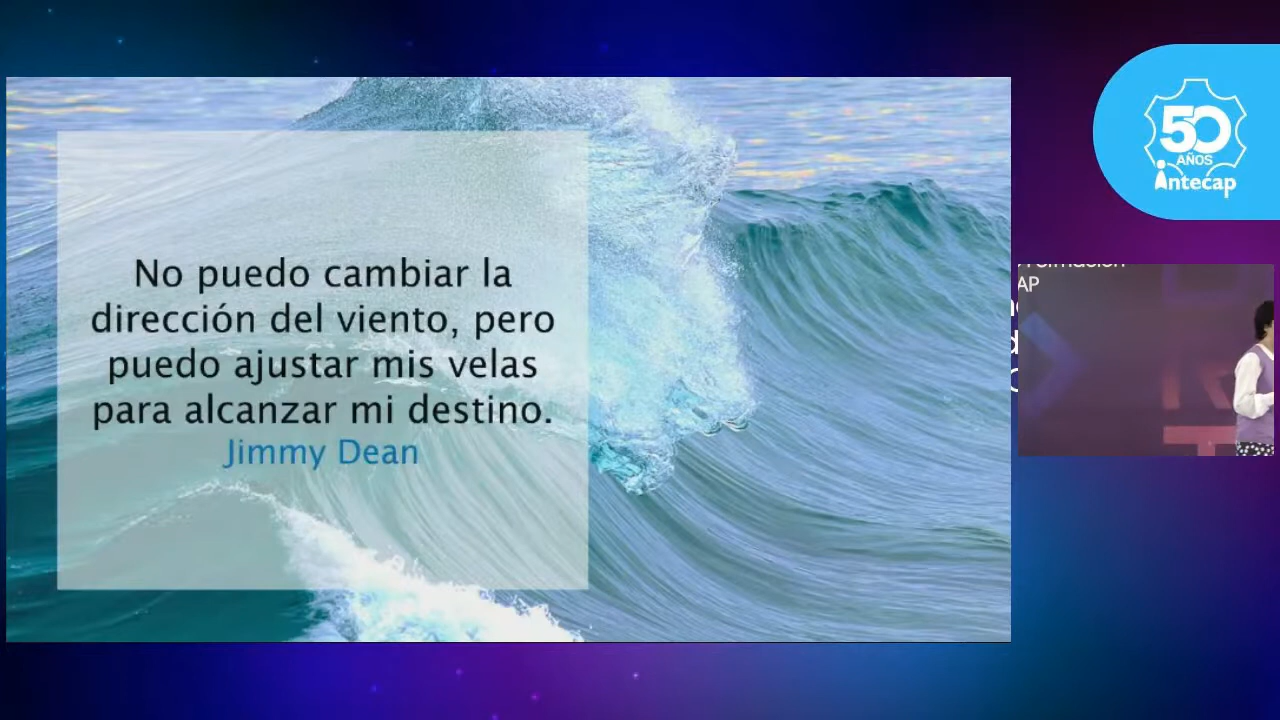 No puedo cambiar la
dirección del viento, pero
puedo ajustar mis velas
para alcanzar mi destino.
Jimmy Dean
50
AÑOS
intecap
AP